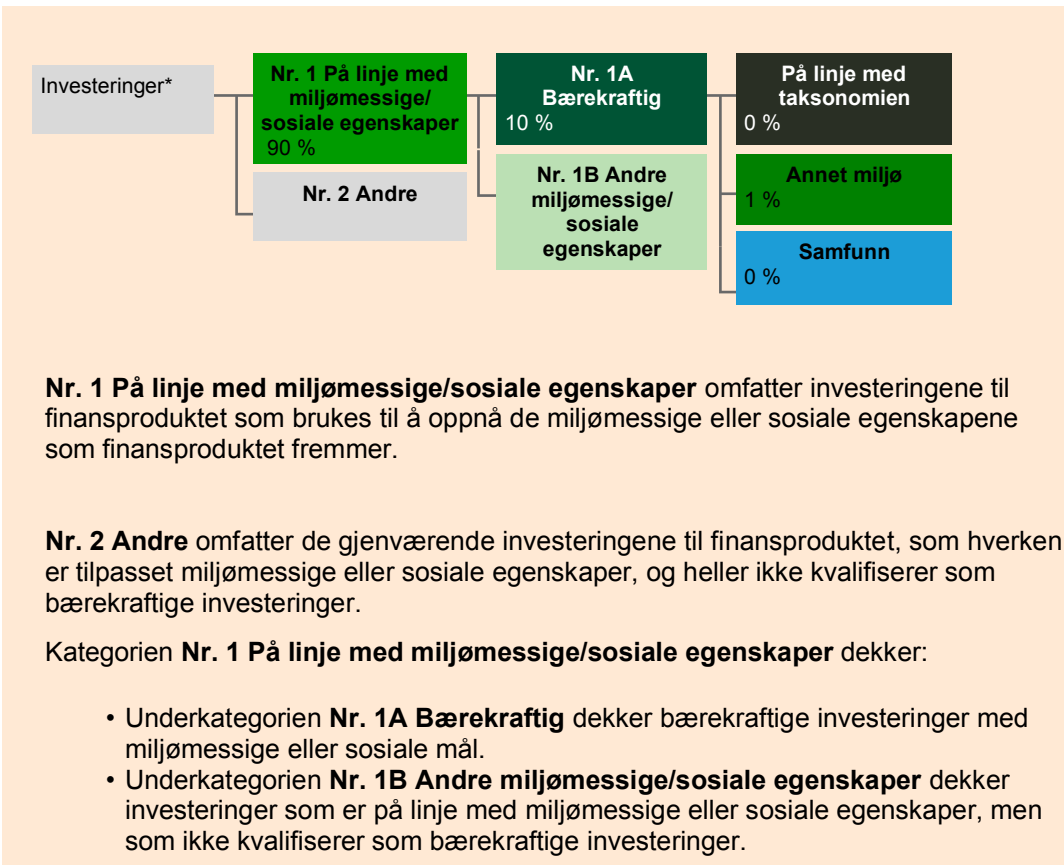 Investeringer*
Nr. 1 På linje med
miljømessige/
sosiale egenskaper
90 %
Nr. 2 Andre
Nr. 1A
Bærekraftig
10 %
Nr. 1B Andre
miljømessige/
sosiale
egenskaper
På linje med
taksonomien
0 %
Annet miljø
1 %
Samfunn
0 %
Nr. 1 På linje med miljømessige/sosiale egenskaper omfatter investeringene til
finansproduktet som brukes til å oppnå de miljømessige eller sosiale egenskapene
som finansproduktet fremmer.
Nr. 2 Andre omfatter de gjenværende investeringene til finansproduktet, som hverken
er tilpasset miljømessige eller sosiale egenskaper, og heller ikke kvalifiserer som
bærekraftige investeringer.
Kategorien Nr. 1 På linje med miljømessige/sosiale egenskaper dekker:
• Underkategorien Nr. 1A Bærekraftig dekker bærekraftige investeringer med
miljømessige eller sosiale mål.
• Underkategorien Nr. 1B Andre miljømessige/sosiale egenskaper dekker
investeringer som er på linje med miljømessige eller sosiale egenskaper, men
som ikke kvalifiserer som bærekraftige investeringer.